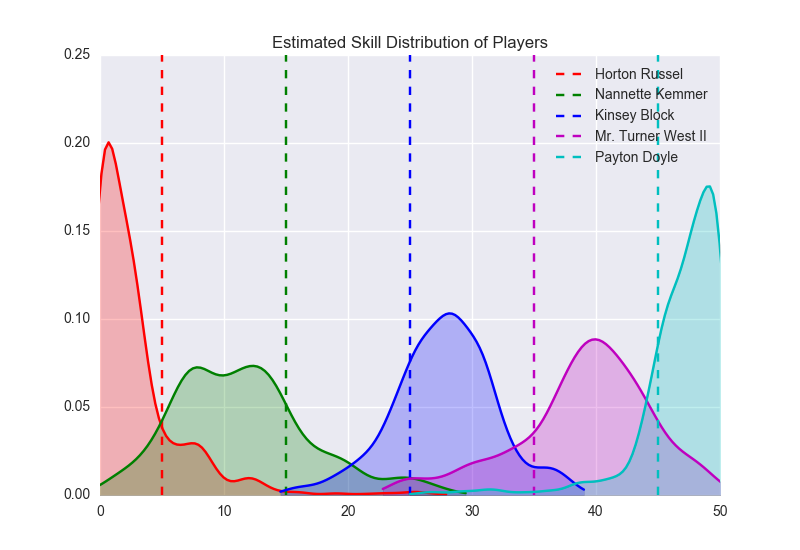 Estimated Skill Distribution of Players
0.25
0.20
0.15
0.10
0.05
0.00
Horton Russel
Nannette Kemmer
Kinsey Block
Mr. Turner West II
Payton Doyle
0 10 20 30 40 50